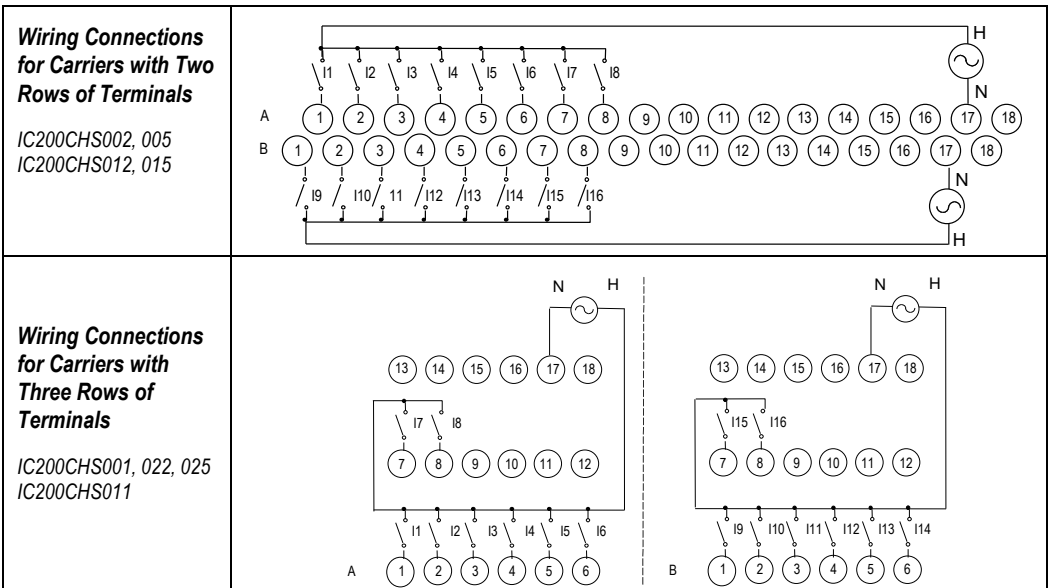 Wiring Connections
for Carriers with Two
Rows of Terminals
IC200CHS002, 005
IC200CHS012, 015
H
I1 I2 I3 I4 I5 I6 I7 I8
N
A 1 2 3 4 5 6 7 8 9 10 11 12 13 14 15 16 17 18
B 1 2 3 4 5 6 7 8 9 10 11 12 13 14 15 16 17 18
N
I9 I10 11 I12 I13 I14 I15 I16
H
Wiring Connections
for Carriers with
Three Rows of
Terminals
IC200CHS001, 022, 025
IC200CHS011
N H
13 14 15 16 17 18
I7 I8
7 8 9 10 11 12
I1 I2 I3 I4 I5 I6
A 1 2 3 4 5 6
N H
13 14 15 16 17 18
I15 I16
7 8 9 10 11 12
I9 I10 I11 I12 I13 I14
B 1 2 3 4 5 6